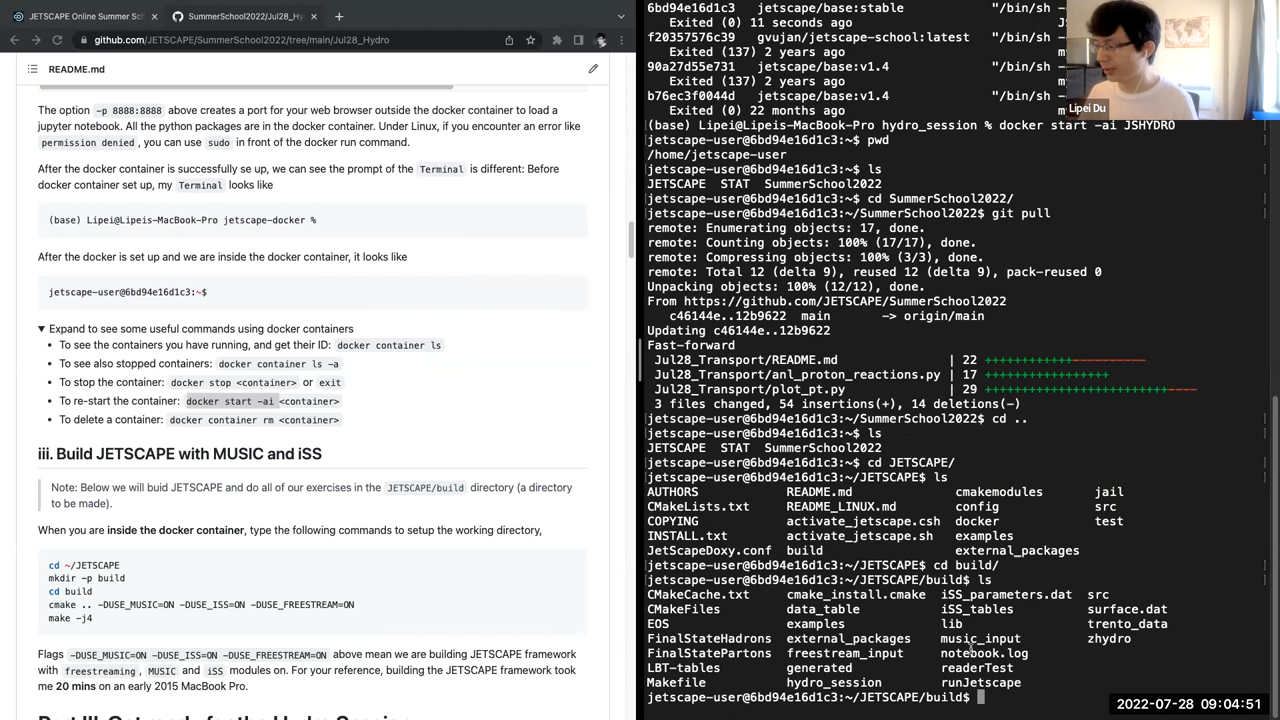 JETSCAPE Online Summer Sch
SummerSchool2022/Jul28_Hy
github.com/JETSCAPE/SummerSchool2022/tree/main/Jul28_Hydro
README.md
The option -p 8888:8888 above creates a port for your web browser outside the docker container to load a
jupyter notebook. All the python packages are in the docker container. Under Linux, if you encounter an error like
permission denied, you can use sudo in front of the docker run command.
After the docker container is successfully se up, we can see the prompt of the Terminal is different: Before
docker container set up, my Terminal looks like
(base) Lipei@Lipeis-MacBook-Pro jetscape-docker %
After the docker is set up and we are inside the docker container, it looks like
jetscape-user@6bd94e16d1c3:~$
Expand to see some useful commands using docker containers
• To see the containers you have running, and get their ID: docker container ls
• To see also stopped containers: docker container ls -a
• To stop the container: docker stop <container> or exit
• To re-start the container: docker start -ai <container>
• To delete a container: docker container rm <container>
iii. Build JETSCAPE with MUSIC and iSS
Note: Below we will buid JETSCAPE and do all of our exercises in the JETSCAPE/build directory (a directory
to be made).
When you are inside the docker container, type the following commands to setup the working directory,
cd ~/JETSCAPE
mkdir -p build
cd build
cmake .. -DUSE_MUSIC=ON -DUSE_ISS=ON -DUSE_FREESTREAM=ON
make -j4
Flags -DUSE_MUSIC=ON -DUSE_ISS=ON -DUSE_FREESTREAM=ON above mean we are building JETSCAPE framework
with freestreaming, MUSIC and iSS modules on. For your reference, building the JETSCAPE framework took
me 20 mins on an early 2015 MacBook Pro.
6bd94e16d1c3 jetscape/base:stable "/bin/sh
Exited (0) 11 seconds ago JS
f20357576c39 gvujan/jetscape-school:latest "/bin/sh
Exited (137) 2 years ago m
90a27d55e731 jetscape/base:v1.4 "/bin/sh -
Exited (137) 2 years ago m
b76ec3f0044d jetscape/base:v1.4 "/bin/sh -
Exited (0) 22 months ago m
Lipei Du
(base) Lipei@Lipeis-MacBook-Pro hydro_session % docker start -ai JSHYDRO
jetscape-user@6bd94e16d1c3:~$ pwd
/home/jetscape-user
jetscape-user@6bd94e16d1c3:~$ ls
JETSCAPE STAT SummerSchool2022
jetscape-user@6bd94e16d1c3:~$ cd SummerSchool2022/
jetscape-user@6bd94e16d1c3:~/SummerSchool2022$ git pull
remote: Enumerating objects: 17, done.
remote: Counting objects: 100% (17/17), done.
remote: Compressing objects: 100% (3/3), done.
remote: Total 12 (delta 9), reused 12 (delta 9), pack-reused 0
Unpacking objects: 100% (12/12), done.
From https://github.com/JETSCAPE/SummerSchool2022
c46144e..12b9622 main -> origin/main
Updating c46144e..12b9622
Fast-forward
Jul28_Transport/README.md | 22 ++++++++++++----------
Jul28_Transport/anl_proton_reactions.py | 17 +++++++++++++++++
Jul28_Transport/plot_pt.py | 29 +++++++++++++++++++++++++----
3 files changed, 54 insertions(+), 14 deletions(-)
jetscape-user@6bd94e16d1c3:~/SummerSchool2022$ cd ..
jetscape-user@6bd94e16d1c3:~$ ls
JETSCAPE STAT SummerSchool2022
jetscape-user@6bd94e16d1c3:~$ cd JETSCAPE/
jetscape-user@6bd94e16d1c3:~/JETSCAPE$ ls
AUTHORS README.md cmakemodules jail
CMakeLists.txt README_LINUX.md config src
COPYING activate_jetscape.csh docker test
INSTALL.txt activate_jetscape.sh examples
JetScapeDoxy.conf build external_packages
jetscape-user@6bd94e16d1c3:~/JETSCAPE$ cd build/
jetscape-user@6bd94e16d1c3:~/JETSCAPE/build$ ls
CMakeCache.txt cmake_install.cmake iSS_parameters.dat src
CMakeFiles data_table iSS_tables surface.dat
EOS examples lib trento_data
FinalStateHadrons external_packages music_input zhydro
FinalStatePartons freestream_input notebook.log
LBT-tables generated readerTest
Makefile hydro_session runJetscape
jetscape-user@6bd94e16d1c3:~/JETSCAPE/build$
2022-07-28 09:04:51